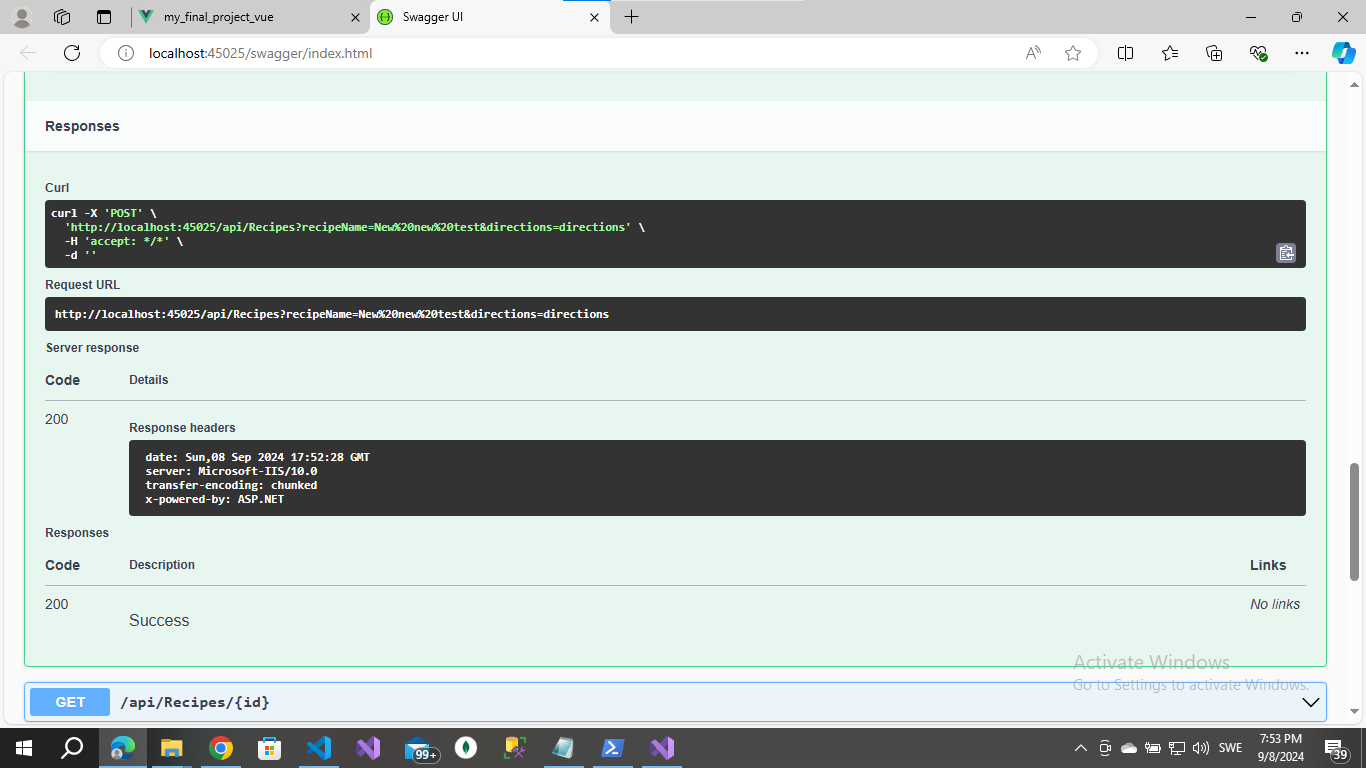 my_final_project_vue
Swagger UI
localhost:45025/swagger/index.html
Responses
Curl
curl -X 'POST' \
'http://localhost:45025/api/Recipes?recipeName=New%20new%20test&directions=directions' \
-H 'accept: */*' \
-d ''
Request URL
http://localhost:45025/api/Recipes?recipeName=New%20new%20test&directions=directions
Server response
Code Details
200
Response headers
date: Sun,08 Sep 2024 17:52:28 GMT
server: Microsoft-IIS/10.0
transfer-encoding: chunked
x-powered-by: ASP.NET
Responses
Code Description Links
200 No links
Success
Activate Windows
Go to Settings to activate Windows.
GET /api/Recipes/{id}
99+
SWE
7:53 PM
9/8/2024
39